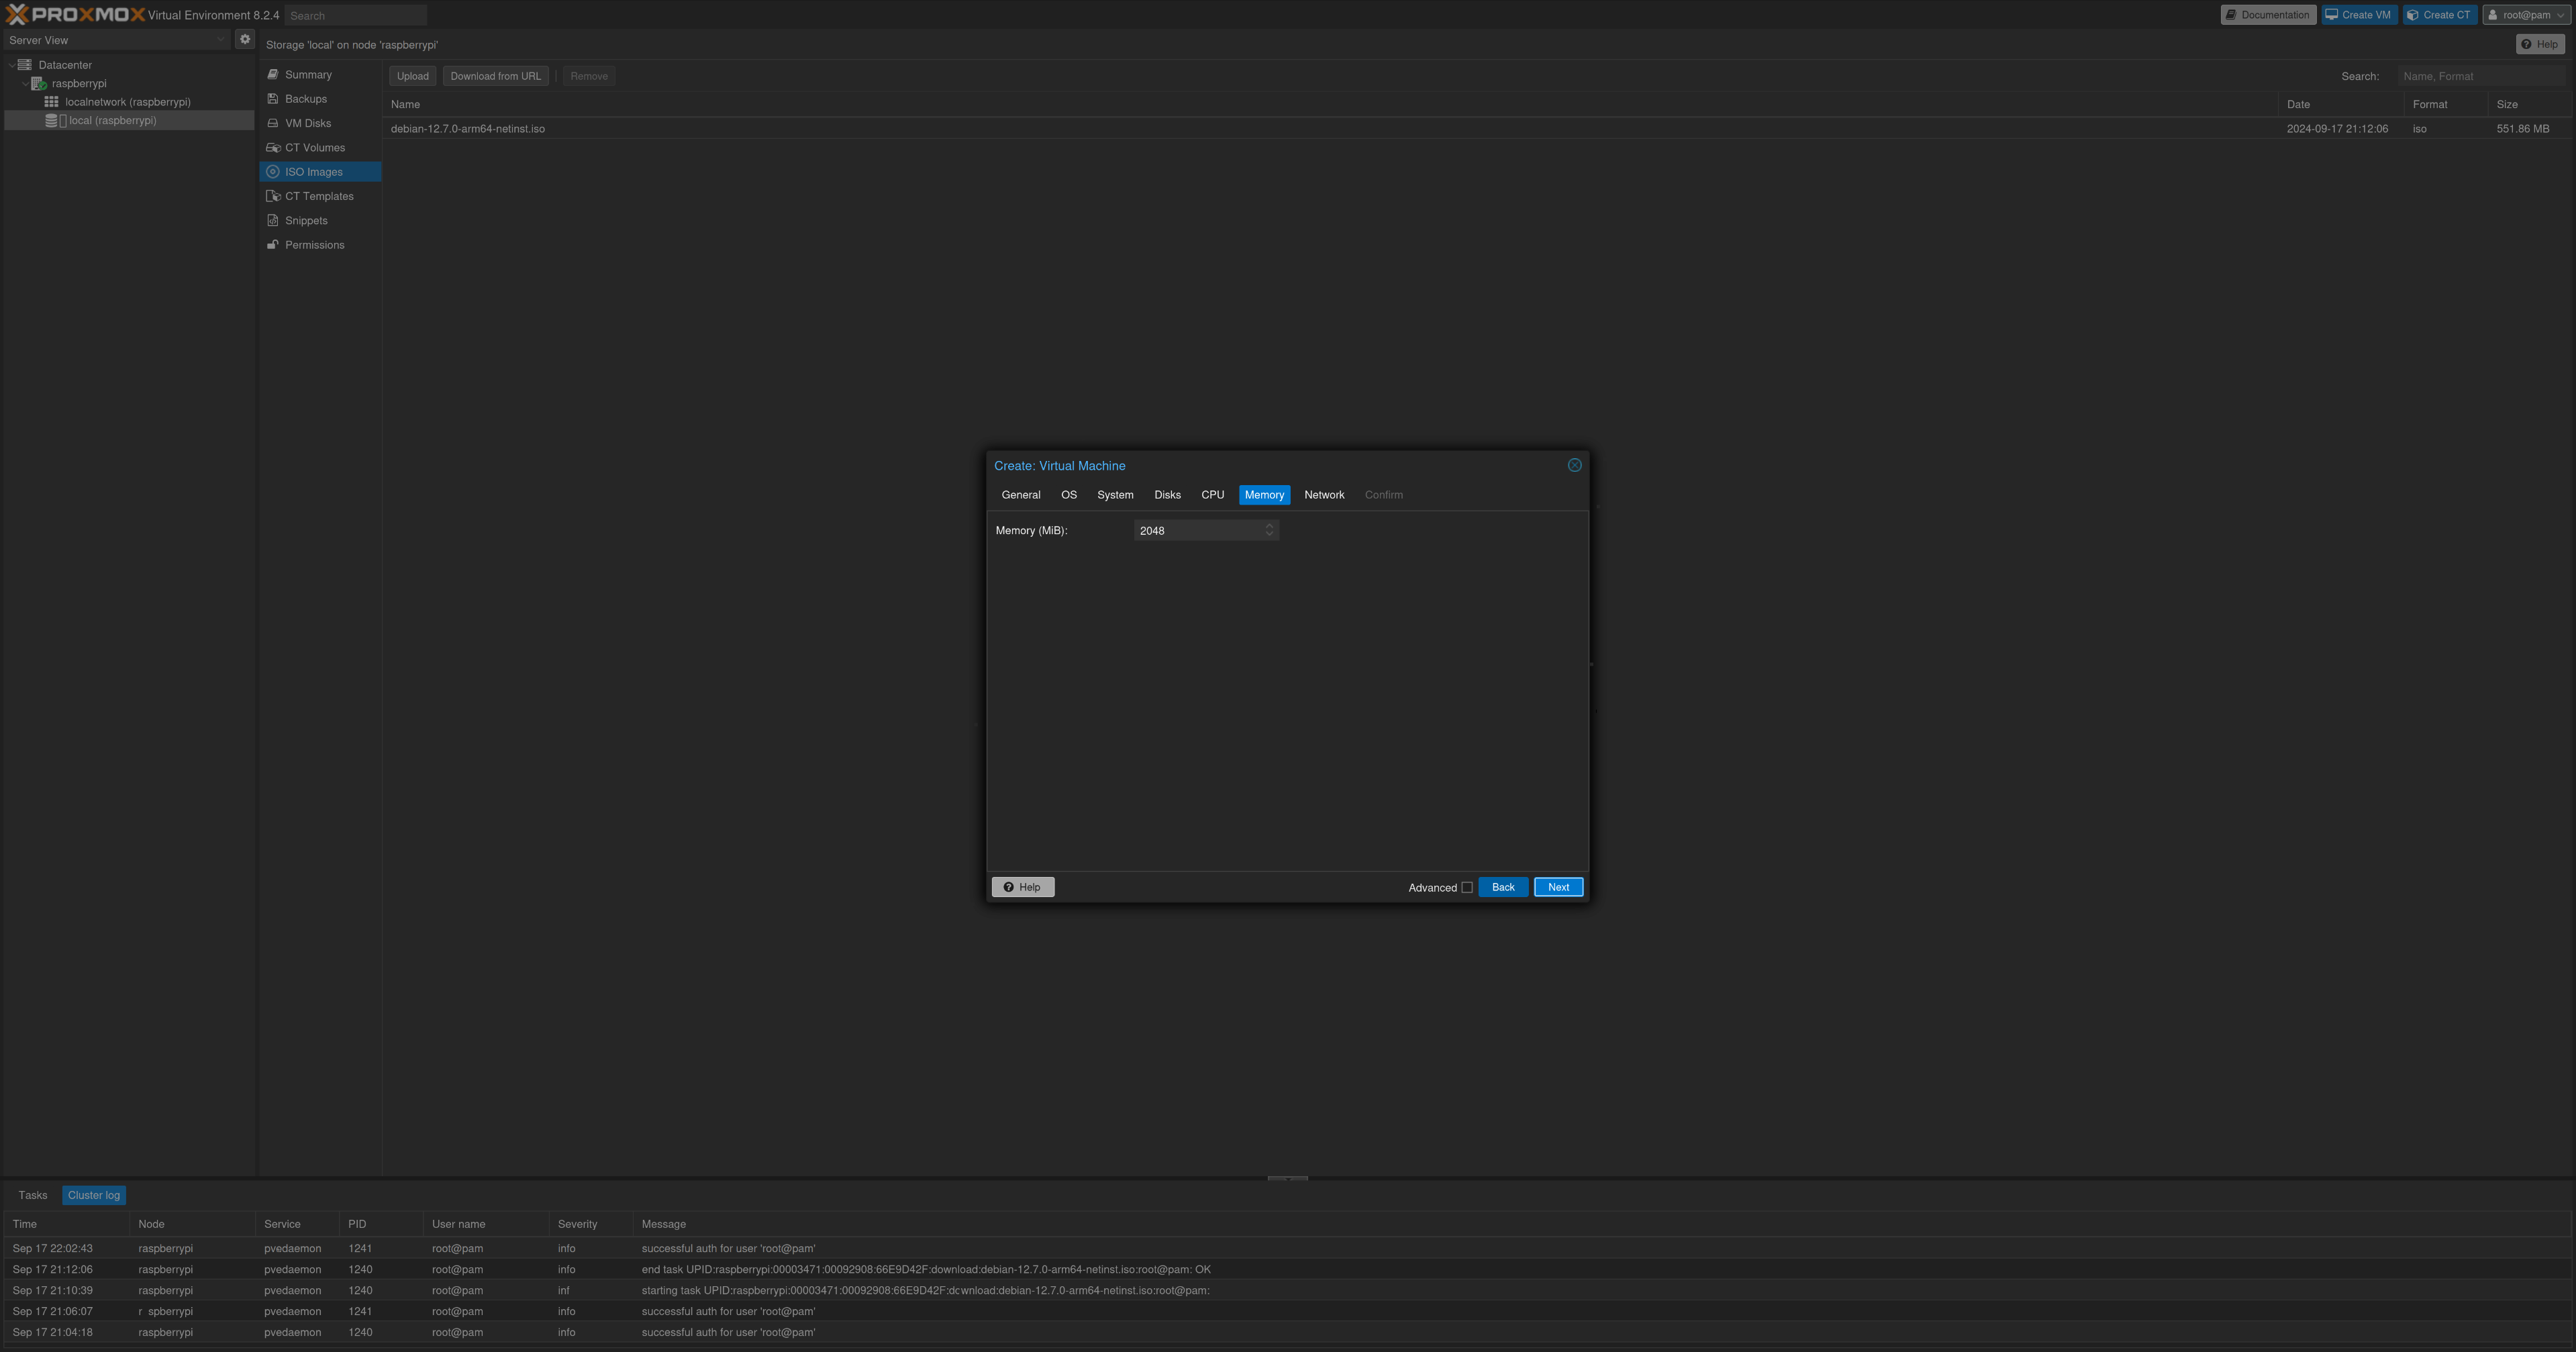 PROXMOX Virtual Environment 8.2.4 Search Documentation Create VM Create CT root@pam
Server View
Storage 'local' on node 'raspberrypi' Help
Datacenter
raspberrypi
localnetwork (raspberrypi)
local (raspberrypi)
Summary
Backups
VM Disks
CT Volumes
ISO Images
CT Templates
Snippets
Permissions
Upload Download from URL Remove Search: Name, Format
Name Date Format Size
debian-12.7.0-arm64-netinst.iso 2024-09-17 21:12:06 iso 551.86 MB
Create: Virtual Machine
General OS System Disks CPU Memory Network Confirm
Memory (MiB): 2048
Help Advanced Back Next
Tasks Cluster log
Time Node Service PID User name Severity Message
Sep 17 22:02:43 raspberrypi pvedaemon 1241 root@pam info successful auth for user 'root@pam'
Sep 17 21:12:06 raspberrypi pvedaemon 1240 root@pam info end task UPID:raspberrypi:00003471:00092908:66E9D42F:download:debian-12.7.0-arm64-netinst.iso:root@pam: OK
Sep 17 21:10:39 raspberrypi pvedaemon 1240 root@pam inf starting task UPID:raspberrypi:00003471:00092908:66E9D42F:download:debian-12.7.0-arm64-netinst.iso:root@pam:
Sep 17 21:06:07 r spberrypi pvedaemon 1241 root@pam info successful auth for user 'root@pam'
Sep 17 21:04:18 raspberrypi pvedaemon 1240 root@pam info successful auth for user 'root@pam'